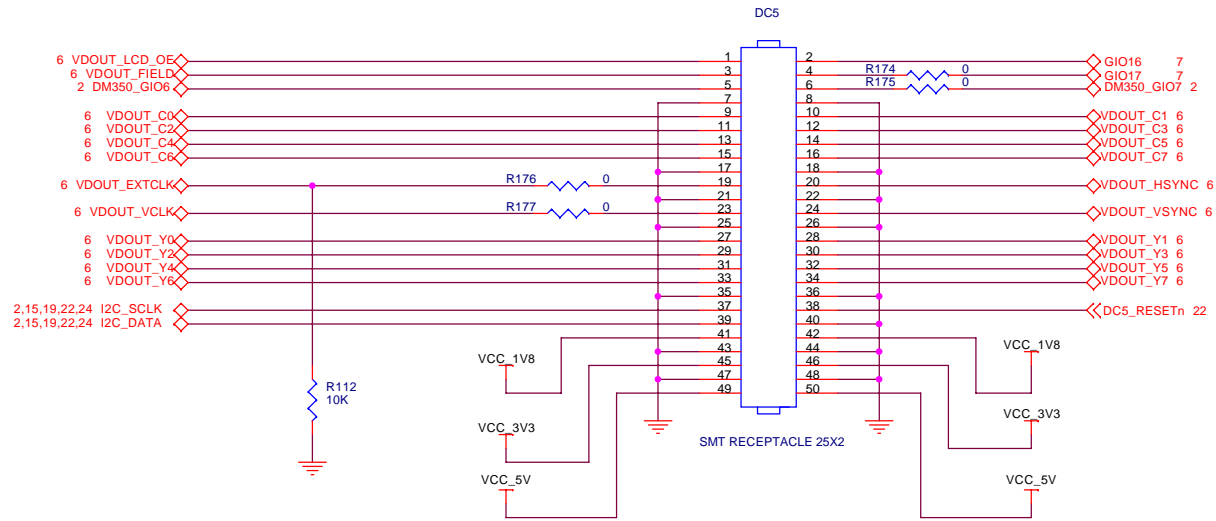 DC5
6 VDOUT_LCD_OE 1 2 GIO16 7
6 VDOUT_FIELD 3 4 R174 0 GIO17 7
2 DM350_GIO6 5 6 R175 0 DM350_GIO7 2
7 8
6 VDOUT_C0 9 10 VDOUT_C1 6
6 VDOUT_C2 11 12 VDOUT_C3 6
6 VDOUT_C4 13 14 VDOUT_C5 6
6 VDOUT_C6 15 16 VDOUT_C7 6
17 18
6 VDOUT_EXTCLK R176 0 19 20 VDOUT_HSYNC 6
21 22
6 VDOUT_VCLK R177 0 23 24 VDOUT_VSYNC 6
25 26
6 VDOUT_Y0 27 28 VDOUT_Y1 6
6 VDOUT_Y2 29 30 VDOUT_Y3 6
6 VDOUT_Y4 31 32 VDOUT_Y5 6
6 VDOUT_Y6 33 34 VDOUT_Y7 6
35 36
2,15,19,22,24 I2C_SCLK 37 38 DC5_RESETn 22
2,15,19,22,24 I2C_DATA 39 40
41 42
VCC_1V8 43 44 VCC_1V8
45 46
R112 47 48
10K 49 50
VCC_3V3 VCC_3V3
SMT RECEPTACLE 25X2
VCC_5V VCC_5V